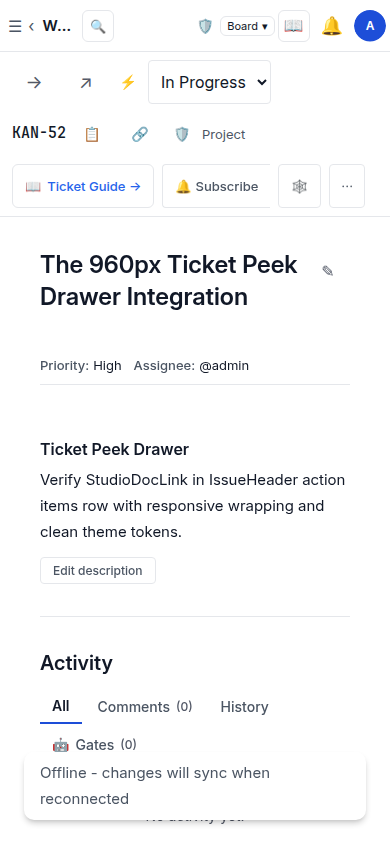 ☰ ‹ W... 🔍 🛡️ Board ▾ 📖 🔔 A
→ ↗ ⚡ In Progress
KAN-52 📋 🔗 🛡️ Project
📖 Ticket Guide → 🔔 Subscribe 🕸️ ...
The 960px Ticket Peek ✎
Drawer Integration
Priority: High Assignee: @admin
Ticket Peek Drawer
Verify StudioDocLink in IssueHeader action
items row with responsive wrapping and
clean theme tokens.
Edit description
Activity
All Comments (0) History
🤖 Gates (0)
Offline - changes will sync when
reconnected